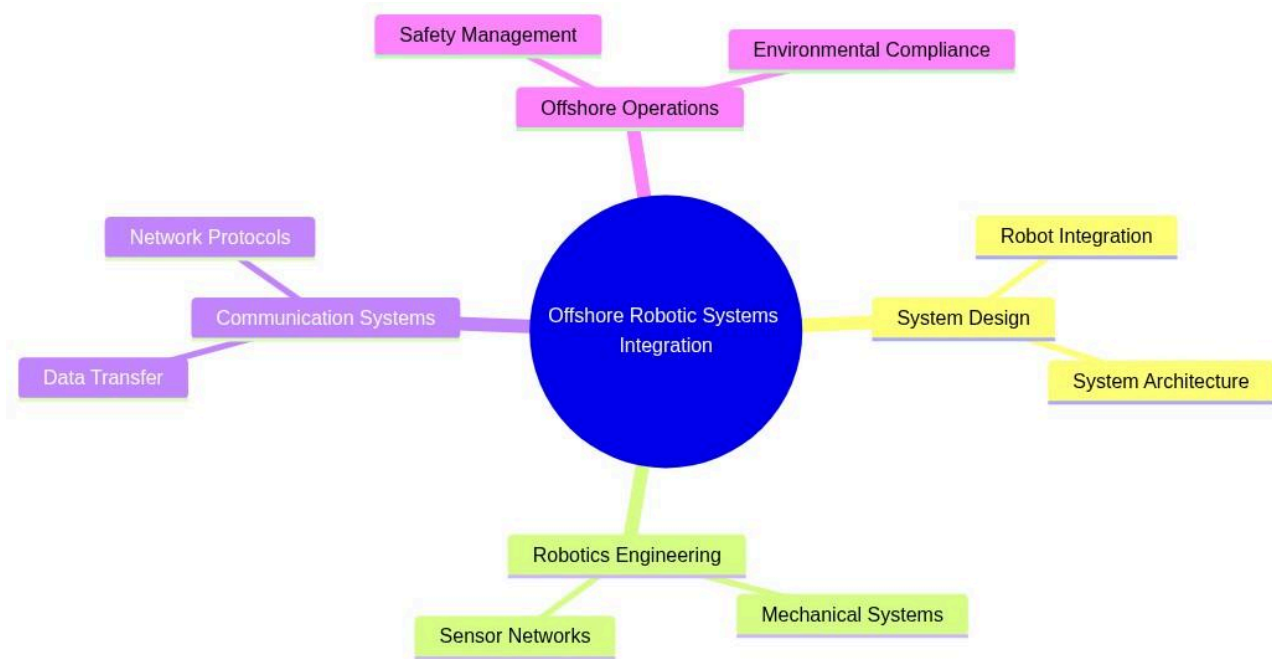 Safety Management
Environmental Compliance
Offshore Operations
Network Protocols
Robot Integration
Communication Systems
Offshore Robotic Systems
Integration
System Design
Data Transfer
System Architecture
Robotics Engineering
Sensor Networks
Mechanical Systems